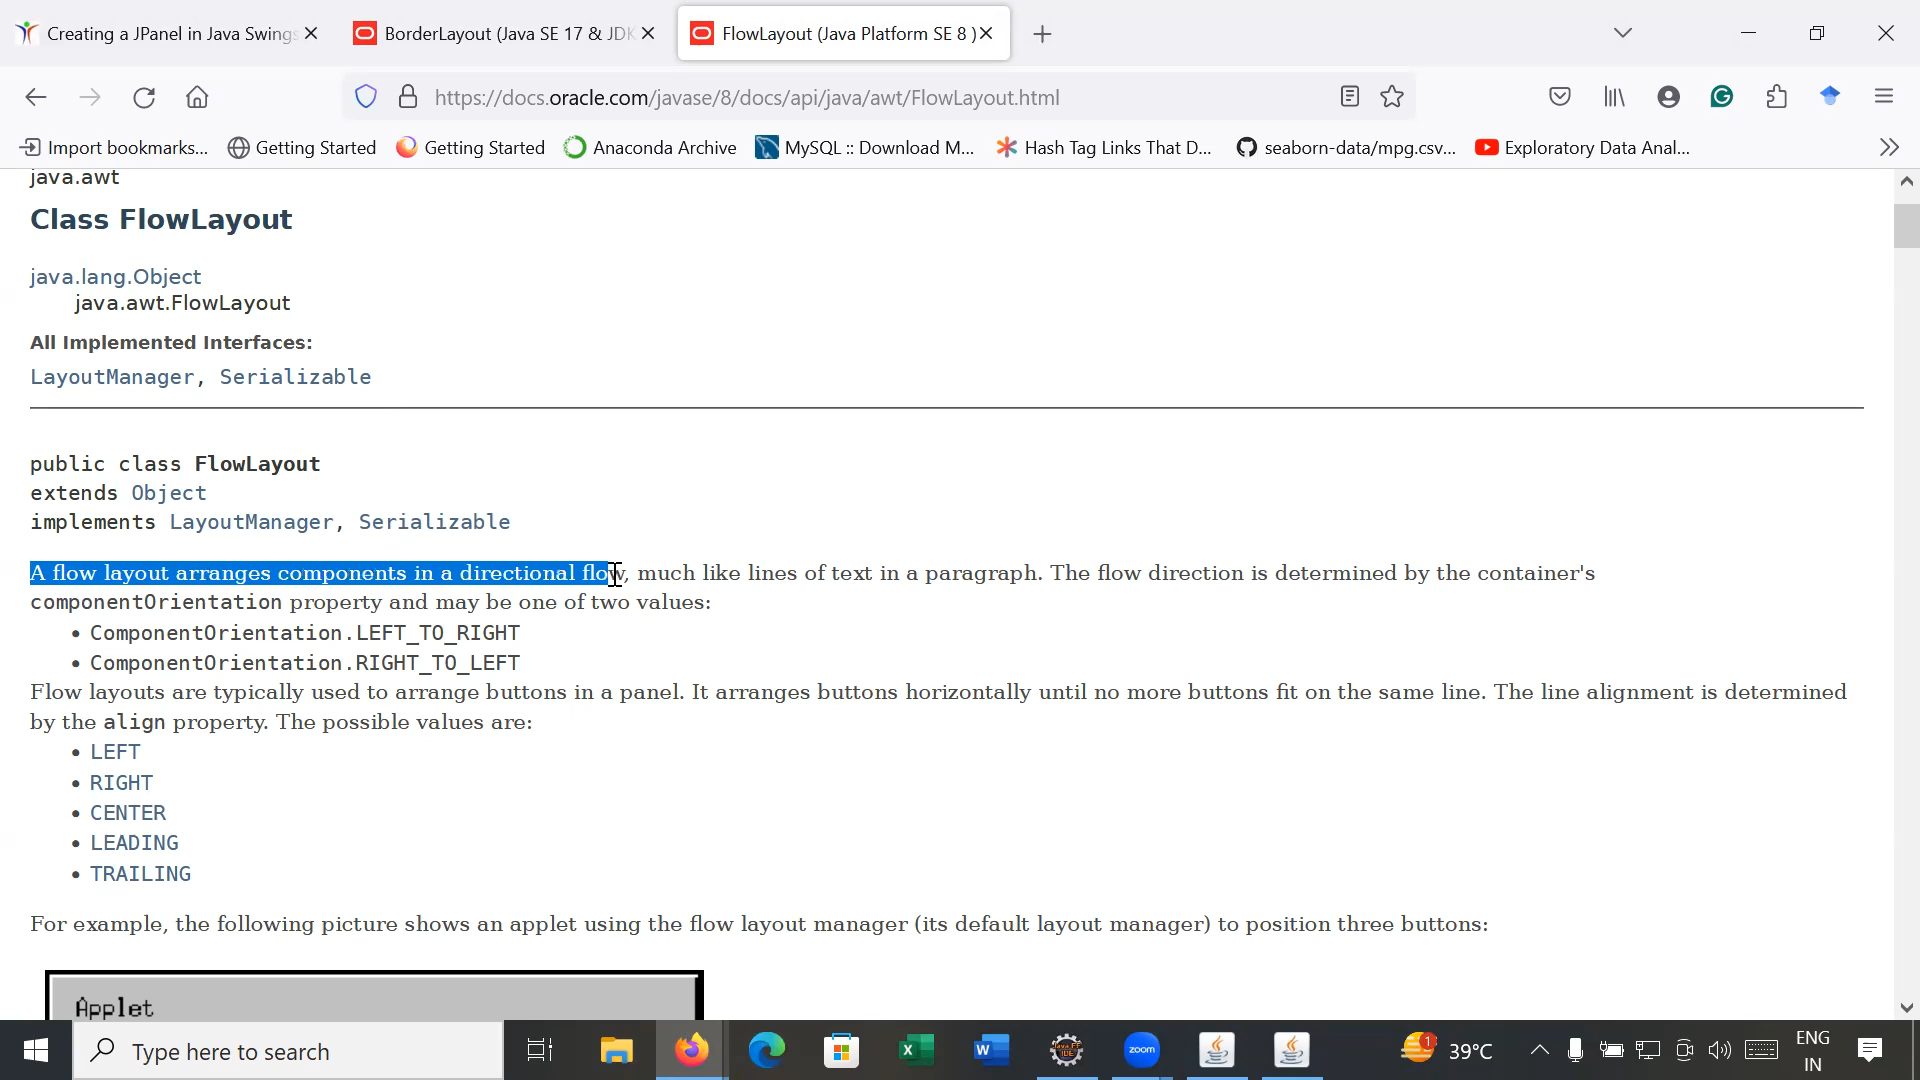 Creating a JPanel in Java Swings
BorderLayout (Java SE 17 & JDK
FlowLayout (Java Platform SE 8 )
https://docs.oracle.com/javase/8/docs/api/java/awt/FlowLayout.html
Import bookmarks...
Getting Started
Getting Started
Anaconda Archive
MySQL :: Download M...
Hash Tag Links That D...
seaborn-data/mpg.csv...
Exploratory Data Anal...
java.awt
Class FlowLayout
java.lang.Object
java.awt.FlowLayout
All Implemented Interfaces:
LayoutManager, Serializable
public class FlowLayout
extends Object
implements LayoutManager, Serializable
A flow layout arranges components in a directional flow, much like lines of text in a paragraph. The flow direction is determined by the container's
componentOrientation property and may be one of two values:
• ComponentOrientation.LEFT_TO_RIGHT
• ComponentOrientation.RIGHT_TO_LEFT
Flow layouts are typically used to arrange buttons in a panel. It arranges buttons horizontally until no more buttons fit on the same line. The line alignment is determined
by the align property. The possible values are:
• LEFT
• RIGHT
• CENTER
• LEADING
• TRAILING
For example, the following picture shows an applet using the flow layout manager (its default layout manager) to position three buttons:
Applet
Type here to search
X
W
Java EE
IDE
zoom
1
39°C
ENG
IN